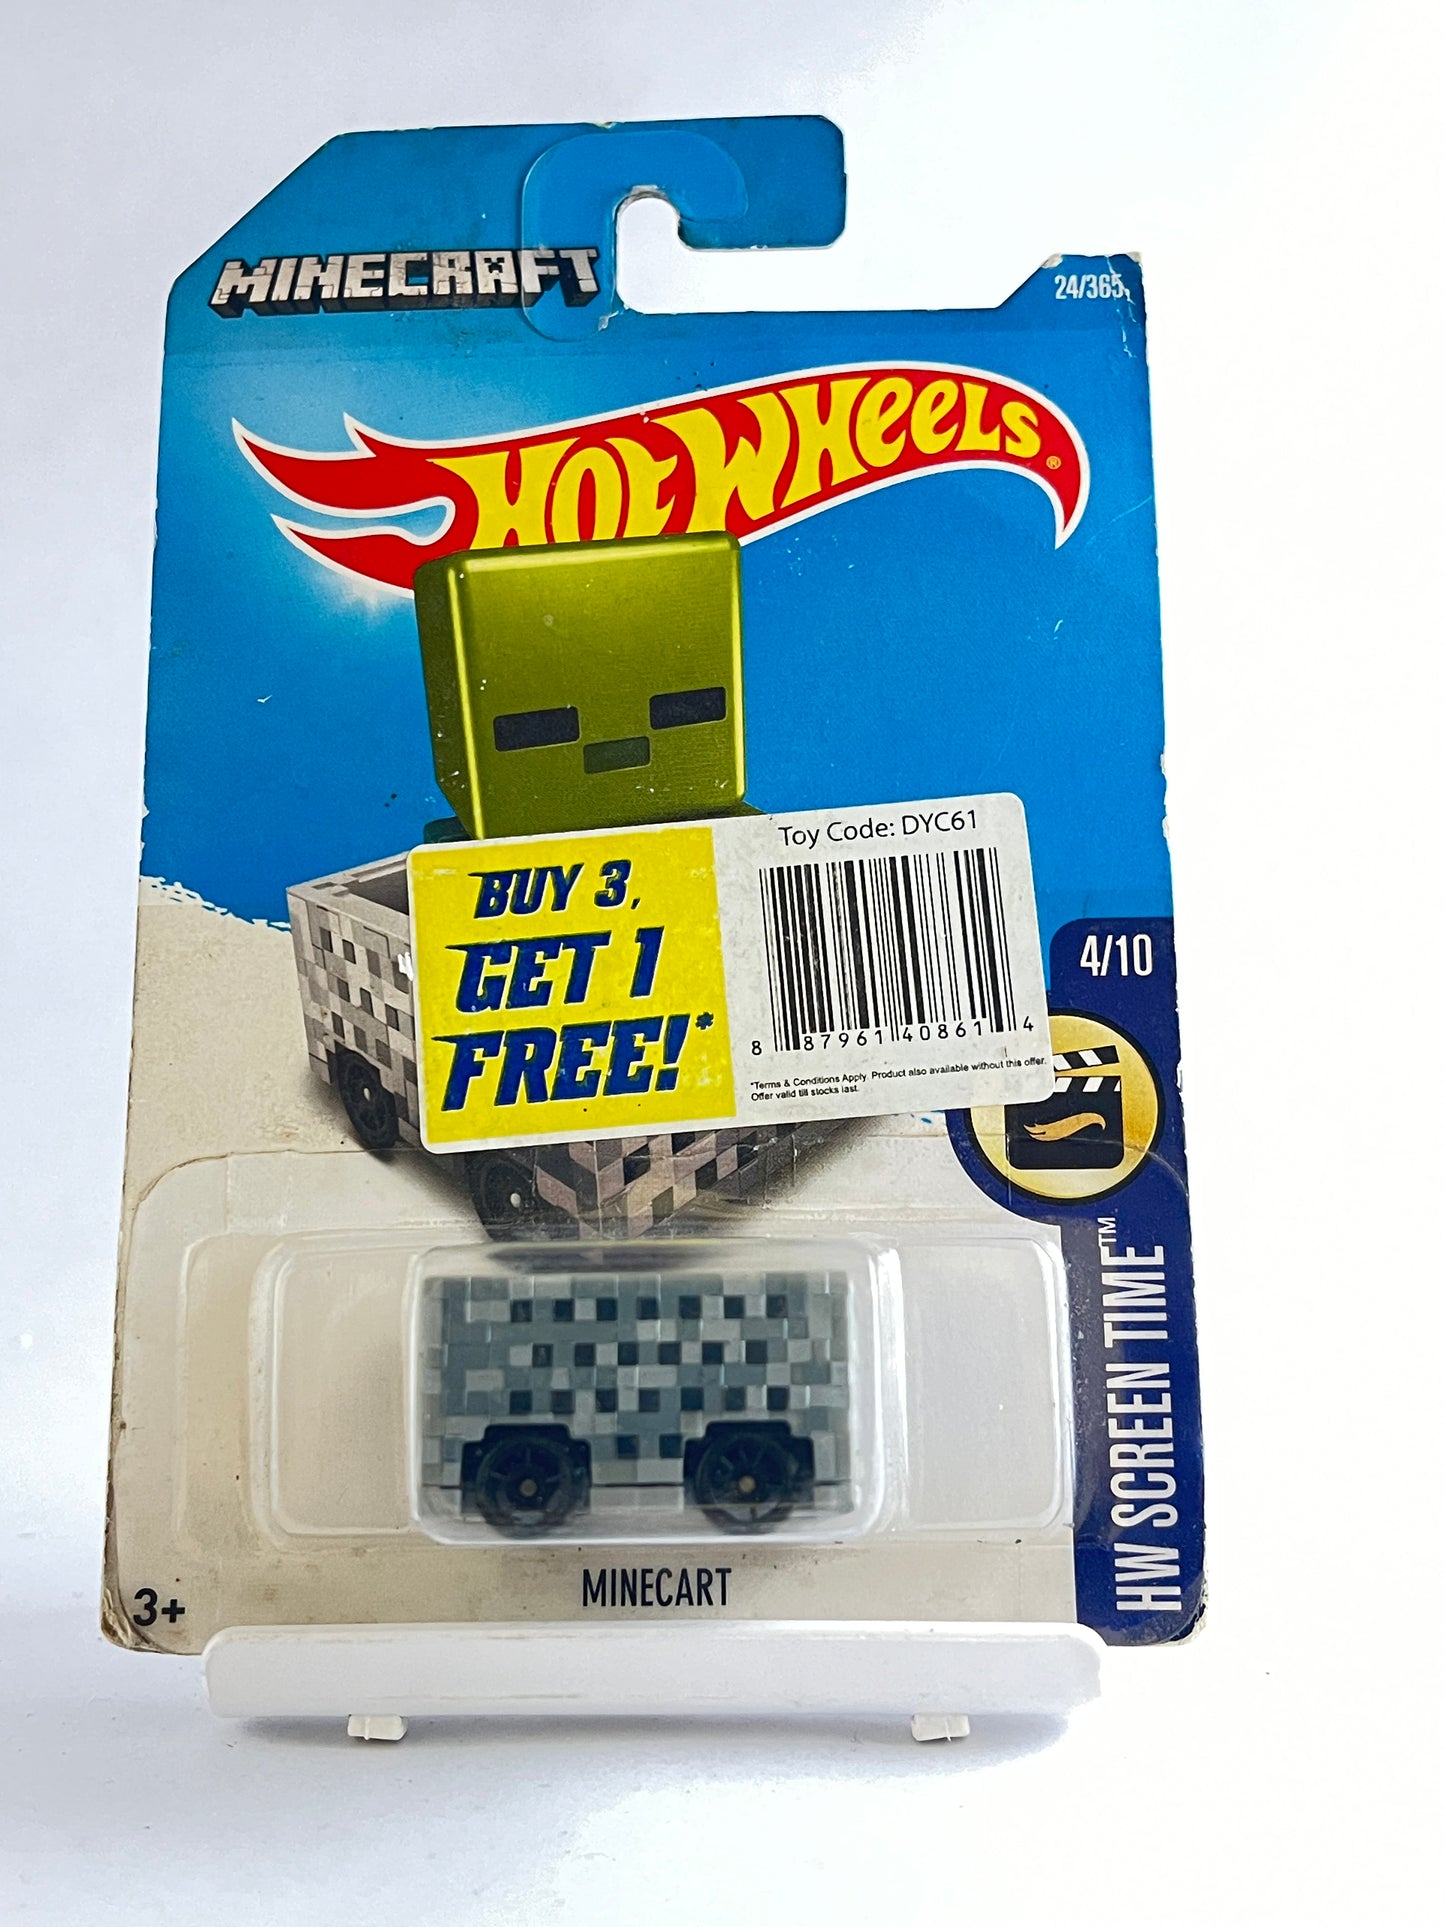 MINECRAFT
24/365
HOT WHEELS®
Toy Code: DYC61
BUY 3,
GET 1
FREE!*
8 87961 40861 4
*Terms & Conditions Apply. Product also available without this offer.
Offer valid till stocks last.
4/10
HW SCREEN TIME™
MINECART
3+